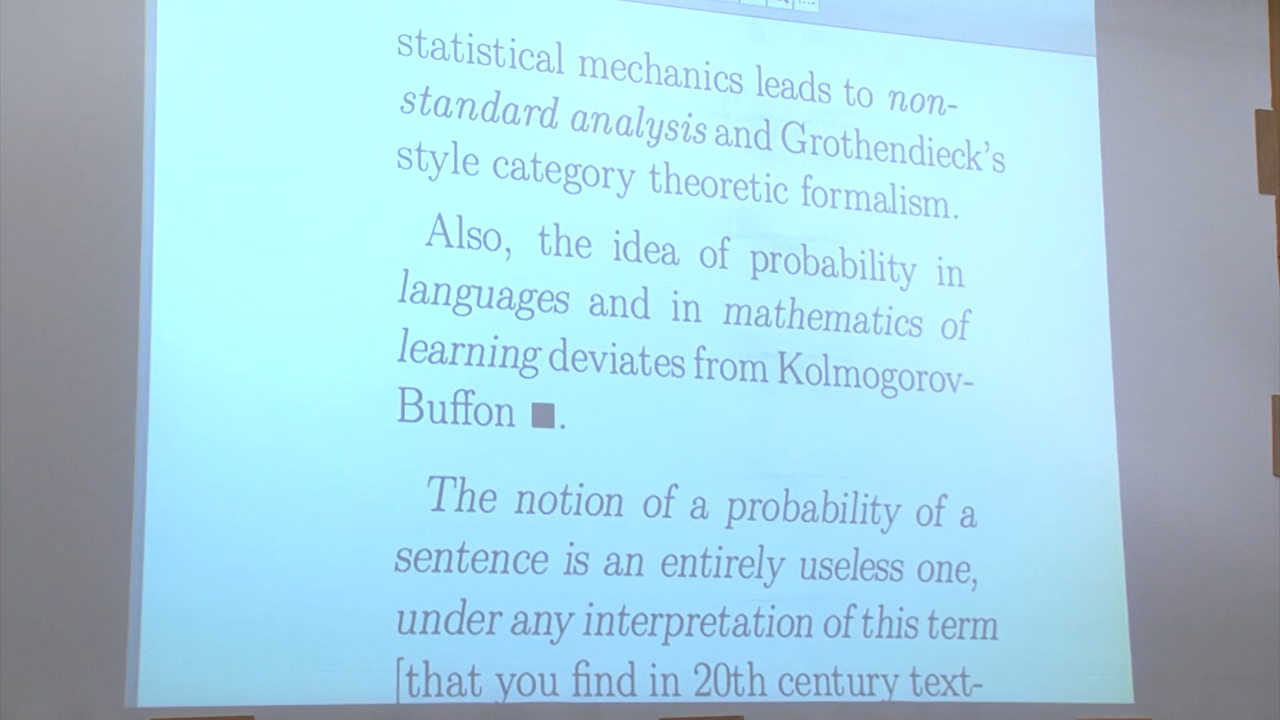 statistical mechanics leads to non-
standard analysis and Grothendieck's
style category theoretic formalism.
Also, the idea of probability in
languages and in mathematics of
learning deviates from Kolmogorov-
Buffon ■.
The notion of a probability of a
sentence is an entirely useless one,
under any interpretation of this term
[that you find in 20th century text-